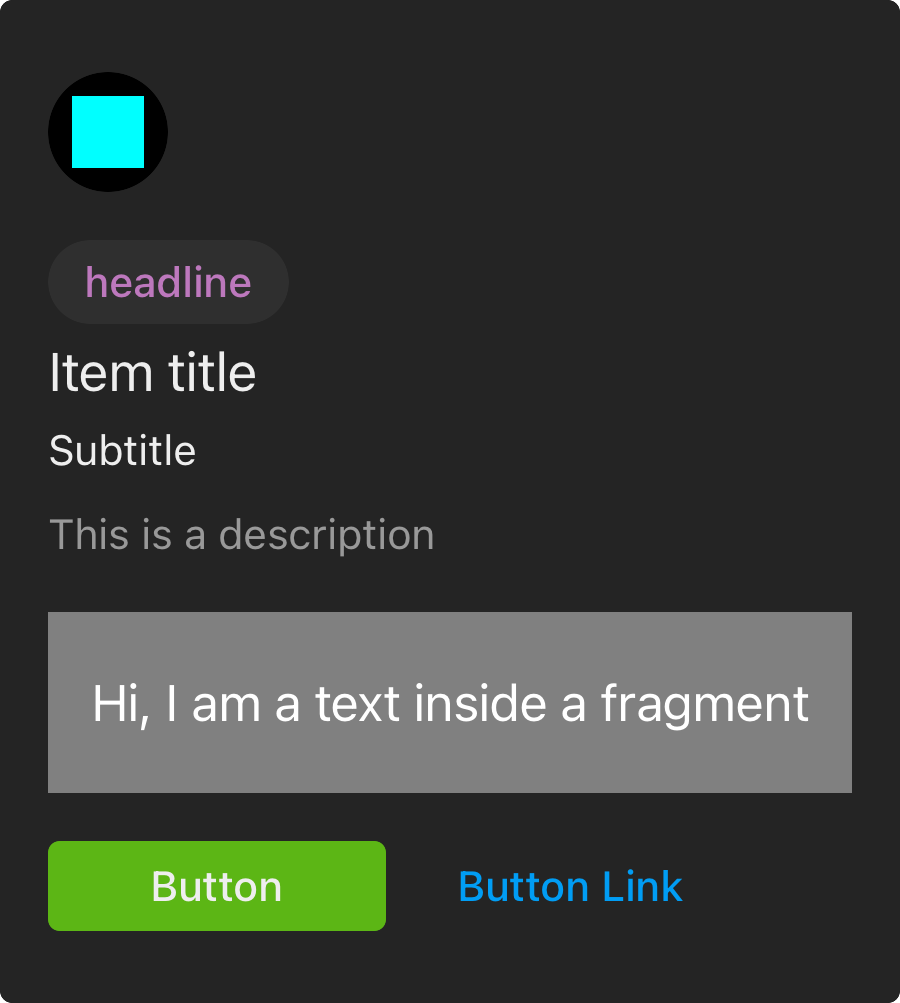 headline
Item title
Subtitle
This is a description
Hi, I am a text inside a fragment
Button
Button Link